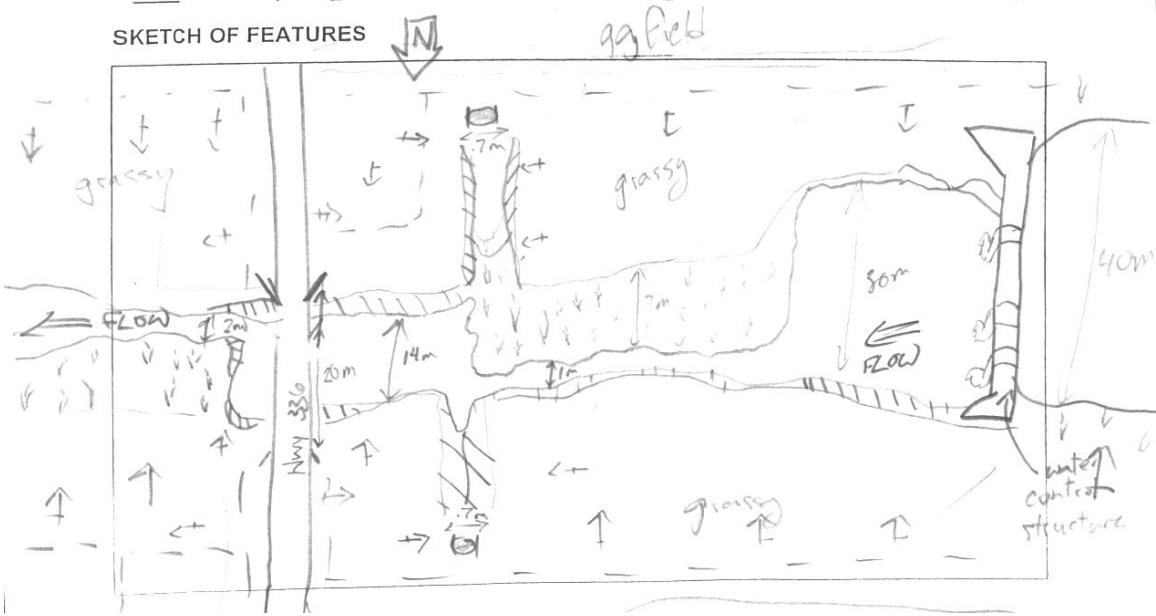 SKETCH OF FEATURES
N
ag field
.7m
grassy
grassy
40m
30m
FLOW
FLOW
2m
14m
20m
1m
Hwy 336
grassy
water
control
structure
.7m